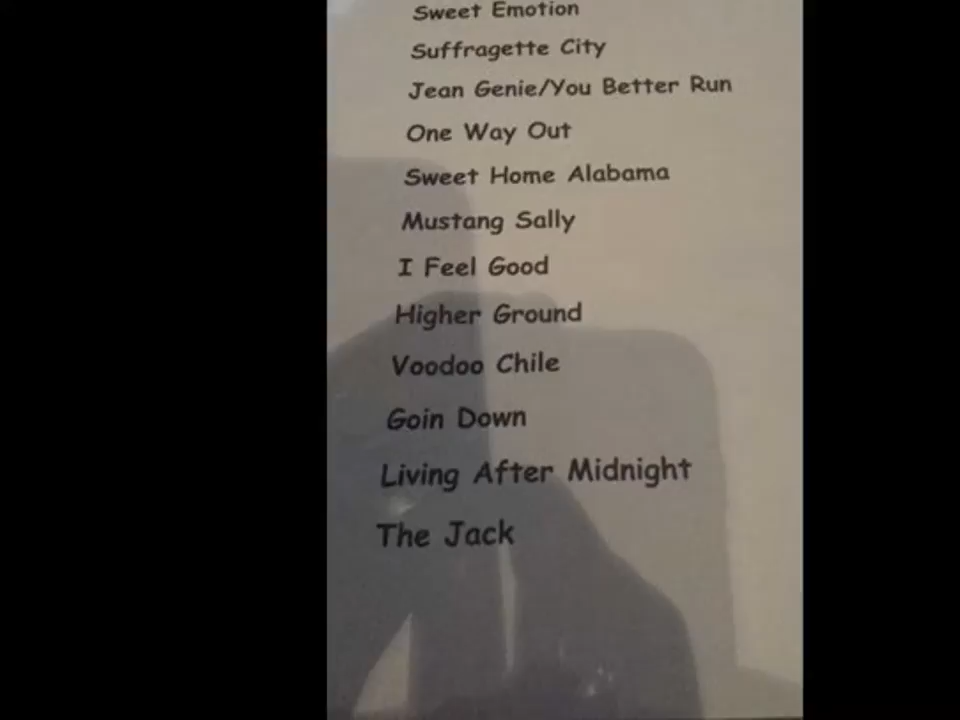 Sweet Emotion
Suffragette City
Jean Genie/You Better Run
One Way Out
Sweet Home Alabama
Mustang Sally
I Feel Good
Higher Ground
Voodoo Chile
Goin Down
Living After Midnight
The Jack